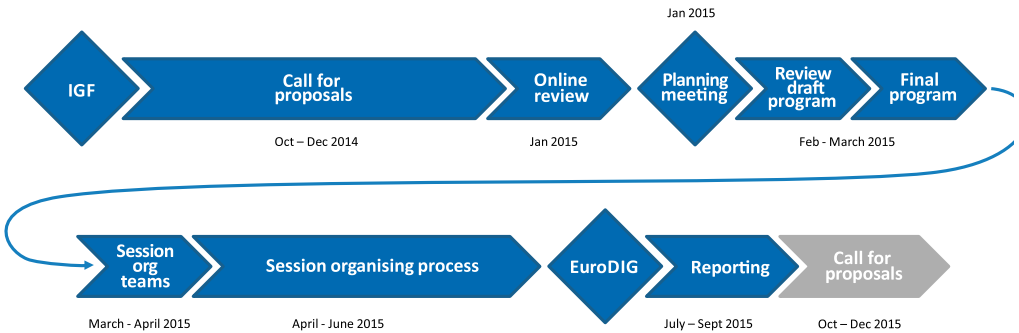 Jan 2015
IGF
Call for
proposals
Online
review
Planning
meeting
Review
draft
program
Final
program
Oct – Dec 2014
Jan 2015
Feb - March 2015
Session
org
teams
Session organising process
EuroDIG
Reporting
Call for
proposals
March - April 2015
April - June 2015
July – Sept 2015
Oct – Dec 2015